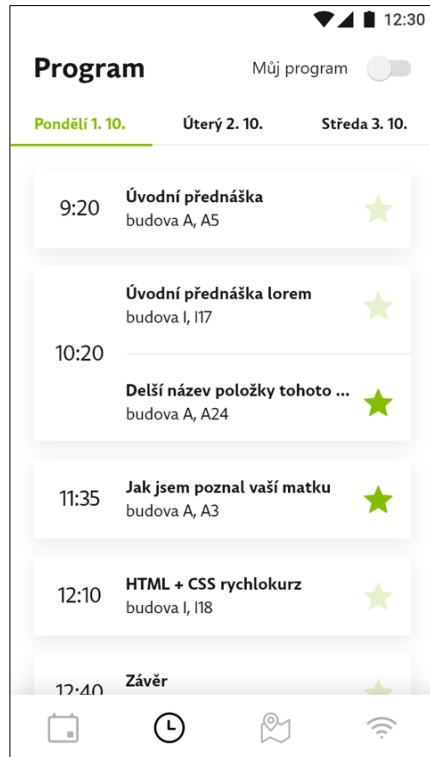 12:30
Program
Můj program
Pondělí 1. 10.
Úterý 2. 10.
Středa 3. 10.
9:20
Úvodní přednáška
budova A, A5
Úvodní přednáška lorem
budova I, I17
10:20
Delší název položky tohoto ...
budova A, A24
11:35
Jak jsem poznal vaší matku
budova A, A3
12:10
HTML + CSS rychlokurz
budova I, I18
12:40
Závěr